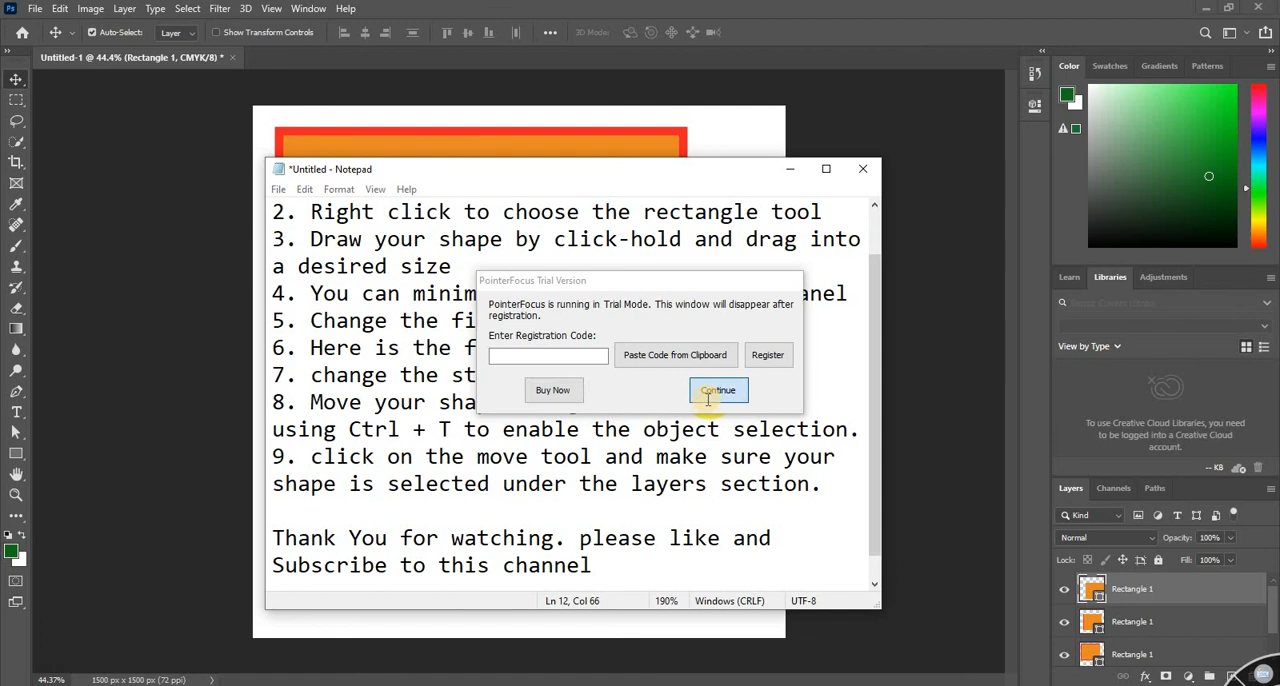 Ps File Edit Image Layer Type Select Filter 3D View Window Help
Auto-Select: Layer Show Transform Controls 3D Mode:
Untitled-1 @ 44.4% (Rectangle 1, CMYK/8) *
*Untitled - Notepad
File Edit Format View Help
2. Right click to choose the rectangle tool
3. Draw your shape by click-hold and drag into
a desired size
4. You can minim
anel
5. Change the fi
6. Here is the f
7. change the st
8. Move your sha
using Ctrl + T to enable the object selection.
9. click on the move tool and make sure your
shape is selected under the layers section.
Thank You for watching. please like and
Subscribe to this channel
Ln 12, Col 66 190% Windows (CRLF) UTF-8
PointerFocus Trial Version
PointerFocus is running in Trial Mode. This window will disappear after
registration.
Enter Registration Code:
Paste Code from Clipboard Register
Buy Now Continue
Color Swatches Gradients Patterns
Learn Libraries Adjustments
View by Type
To use Creative Cloud Libraries, you
need to be logged into a Creative Cloud
account.
-- KB
Layers Channels Paths
Kind
Normal Opacity: 100%
Lock: Fill: 100%
Rectangle 1
Rectangle 1
Rectangle 1
44.37% 1500 px x 1500 px (72 ppi)